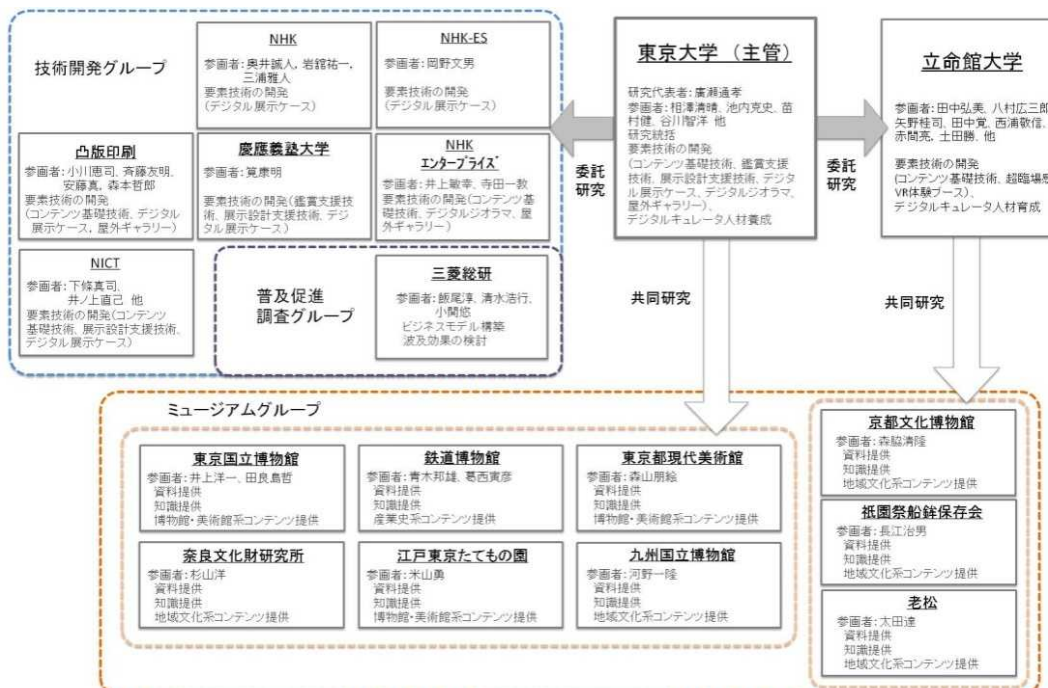 技術開発グループ
NHK
参画者:奥井誠人, 岩舘祐一,
三浦雅人
要素技術の開発
(デジタル展示ケース)
NHK-ES
参画者:岡野文男
要素技術の開発
(デジタル展示ケース)
凸版印刷
参画者:小川恵司、斉藤友明、
安藤真、森本哲郎
要素技術の開発
(コンテンツ基礎技術、デジタル
展示ケース, 屋外ギャラリー)
慶應義塾大学
参画者:筧康明
要素技術の開発(鑑賞支援技
術、展示設計支援技術、デジ
タル展示ケース)
NHK
エンタープライズ
参画者:井上敏幸、寺田一教
要素技術の開発(コンテンツ基
礎技術、デジタルジオラマ、屋
外ギャラリー)
NICT
参画者:下條真司、
井ノ上直己 他
要素技術の開発(コンテンツ
基礎技術、展示設計支援技術、
デジタル展示ケース)
普及促進
調査グループ
三菱総研
参画者:飯尾淳、清水浩行、
小関悠
ビジネスモデル構築
波及効果の検討
東京大学 (主管)
研究代表者:廣瀬通孝
参画者:相澤清晴、池内克史、苗
村健、谷川智洋 他
研究統括
要素技術の開発
(コンテンツ基礎技術、鑑賞支援
技術、展示設計支援技術、デジ
タル展示ケース、デジタルジオラマ、
屋外ギャラリー)、
デジタルキュレータ人材養成
委託
研究
委託
研究
立命館大学
参画者:田中弘美、八村広三郎
矢野桂司、田中覚、西浦敬信、
赤間亮、土田勝、他
要素技術の開発
(コンテンツ基礎技術、超臨場感
VR体験ブース)、
デジタルキュレータ人材育成
共同研究
共同研究
ミュージアムグループ
東京国立博物館
参画者:井上洋一、田良島哲
資料提供
知識提供
博物館・美術館系コンテンツ提供
鉄道博物館
参画者:青木邦雄、葛西寅彦
資料提供
知識提供
産業史系コンテンツ提供
東京都現代美術館
参画者:森山朋絵
資料提供
知識提供
博物館・美術館系コンテンツ提供
奈良文化財研究所
参画者:杉山洋
資料提供
知識提供
地域文化系コンテンツ提供
江戸東京たてもの園
参画者:米山勇
資料提供
知識提供
博物館・美術館系コンテンツ提供
九州国立博物館
参画者:河野一隆
資料提供
知識提供
地域文化系コンテンツ提供
京都文化博物館
参画者:森脇清隆
資料提供
知識提供
地域文化系コンテンツ提供
祇園祭船鉾保存会
参画者:長江治男
資料提供
知識提供
地域文化系コンテンツ提供
老松
参画者:太田達
資料提供
知識提供
地域文化系コンテンツ提供